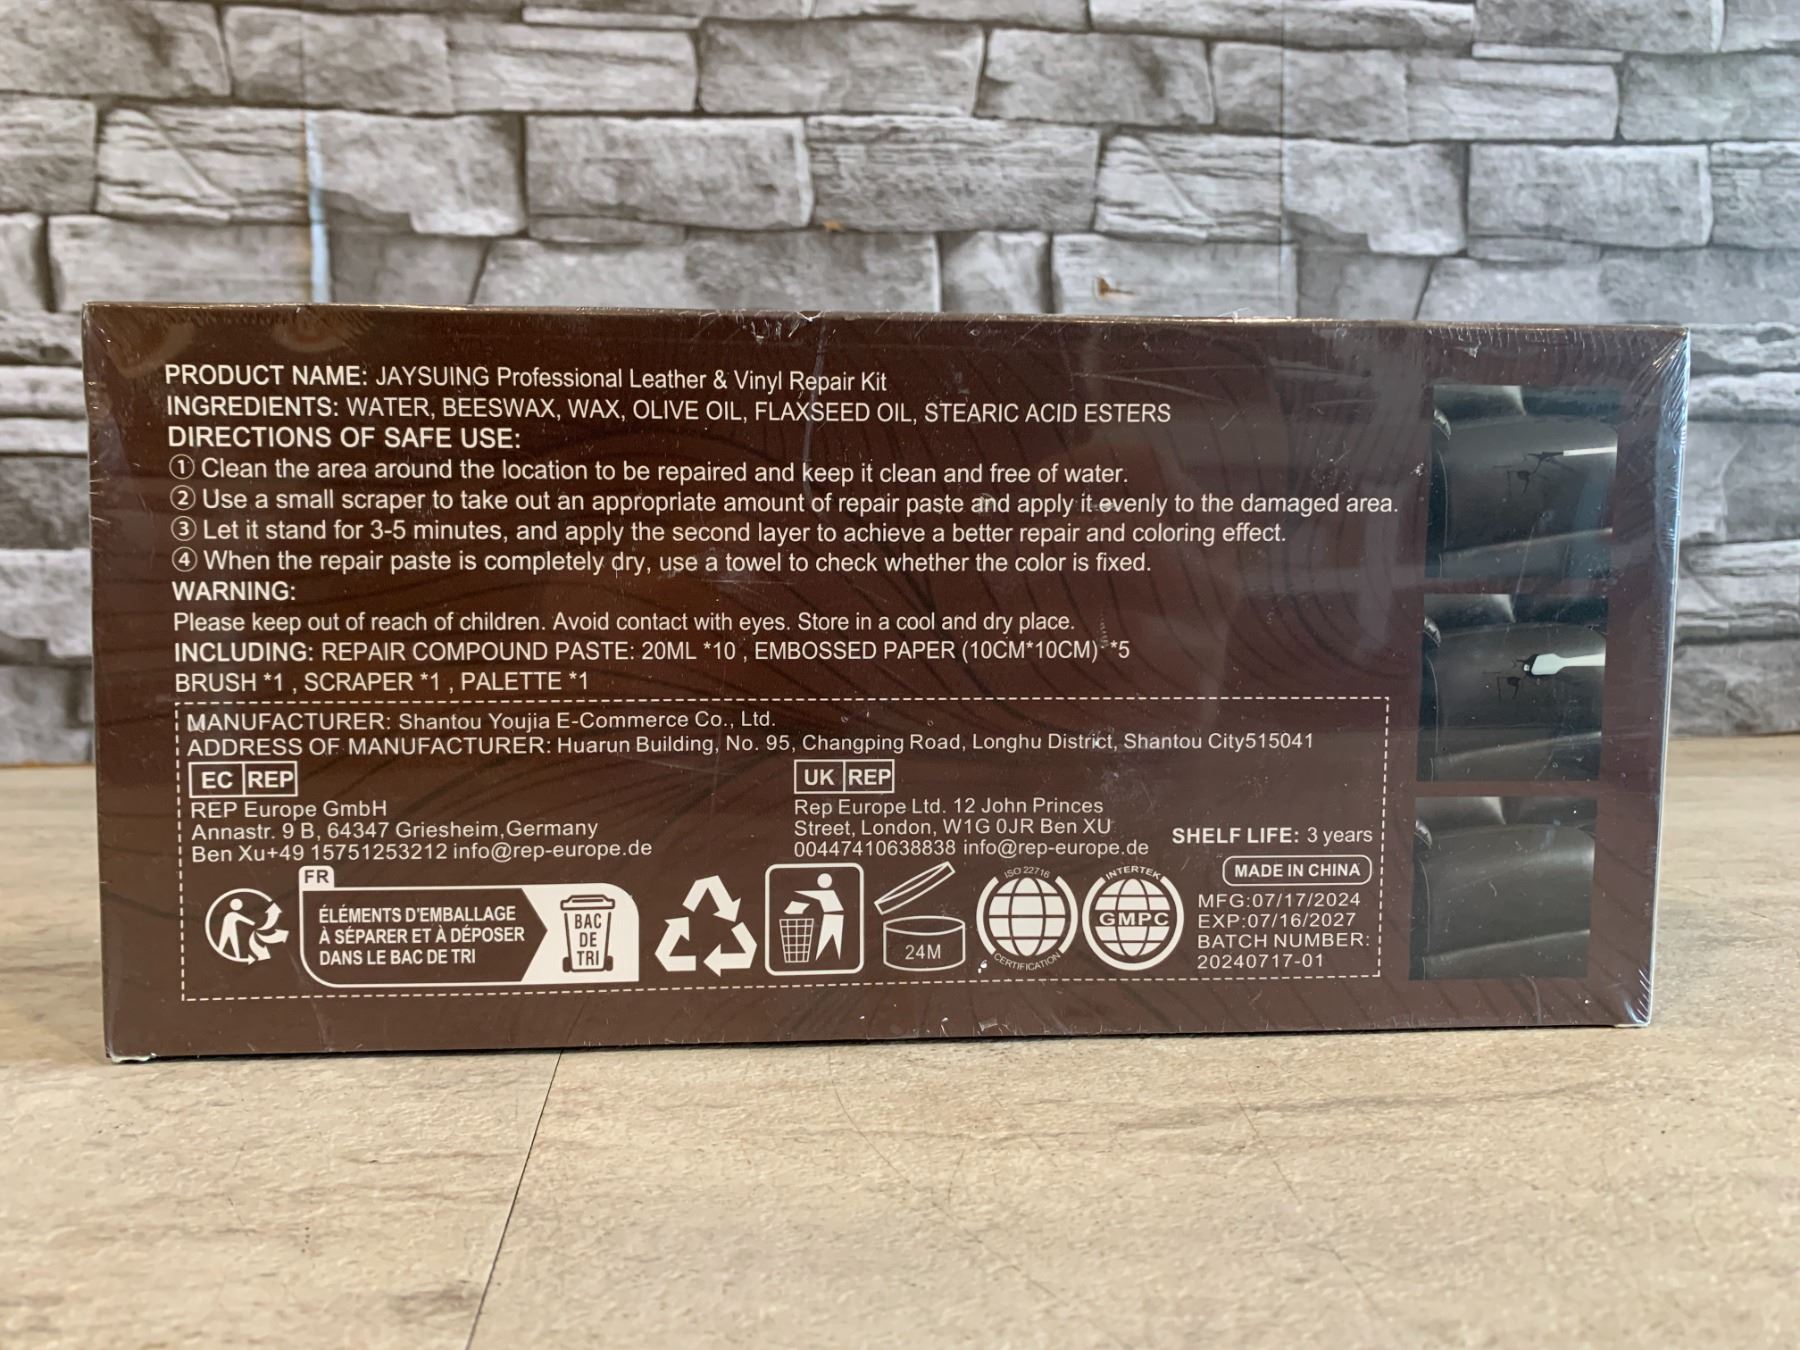 PRODUCT NAME: JAYSUING Professional Leather & Vinyl Repair Kit
INGREDIENTS: WATER, BEESWAX, WAX, OLIVE OIL, FLAXSEED OIL, STEARIC ACID ESTERS
DIRECTIONS OF SAFE USE:
① Clean the area around the location to be repaired and keep it clean and free of water.
② Use a small scraper to take out an appropriate amount of repair paste and apply it evenly to the damaged area.
③ Let it stand for 3-5 minutes, and apply the second layer to achieve a better repair and coloring effect.
④ When the repair paste is completely dry, use a towel to check whether the color is fixed.
WARNING:
Please keep out of reach of children. Avoid contact with eyes. Store in a cool and dry place.
INCLUDING: REPAIR COMPOUND PASTE: 20ML *10 , EMBOSSED PAPER (10CM*10CM) *5
BRUSH *1 , SCRAPER *1 , PALETTE *1
MANUFACTURER: Shantou Youjia E-Commerce Co., Ltd.
ADDRESS OF MANUFACTURER: Huarun Building, No. 95, Changping Road, Longhu District, Shantou City515041
EC REP
REP Europe GmbH
Annastr. 9 B, 64347 Griesheim,Germany
Ben Xu+49 15751253212 info@rep-europe.de
UK REP
Rep Europe Ltd. 12 John Princes
Street, London, W1G 0JR Ben XU
00447410638838 info@rep-europe.de
SHELF LIFE: 3 years
MADE IN CHINA
MFG:07/17/2024
EXP:07/16/2027
BATCH NUMBER:
20240717-01
FR
ÉLÉMENTS D'EMBALLAGE
À SÉPARER ET À DÉPOSER
DANS LE BAC DE TRI
BAC
DE
TRI
24M
ISO 22716
CERTIFICATION
INTERTEK
GMPC